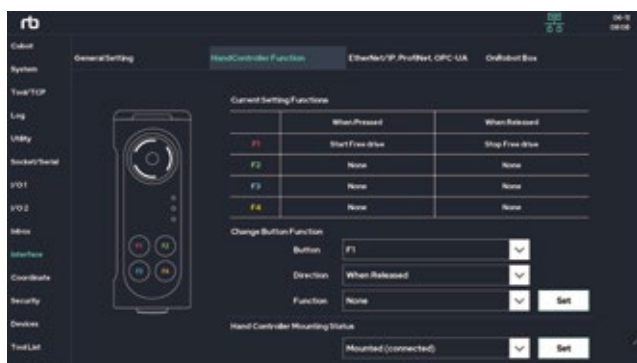 rb
06-11
08:08
Cobot
System
Tool/TCP
Log
Utility
Socket/Serial
I/O 1
I/O 2
Inbox
Interface
Coordinate
Security
Devices
Tool List
General Setting
Hand Controller Function
EtherNet/IP, ProfiNet, OPC-UA
OnRobot Box
Current Setting Functions
When Pressed When Released
F1 Start Free drive Stop Free drive
F2 None None
F3 None None
F4 None None
F1 F2
F3 F4
Change Button Function
Button F1
Direction When Released
Function None Set
Hand Controller Mounting Status
Mounted (connected) Set